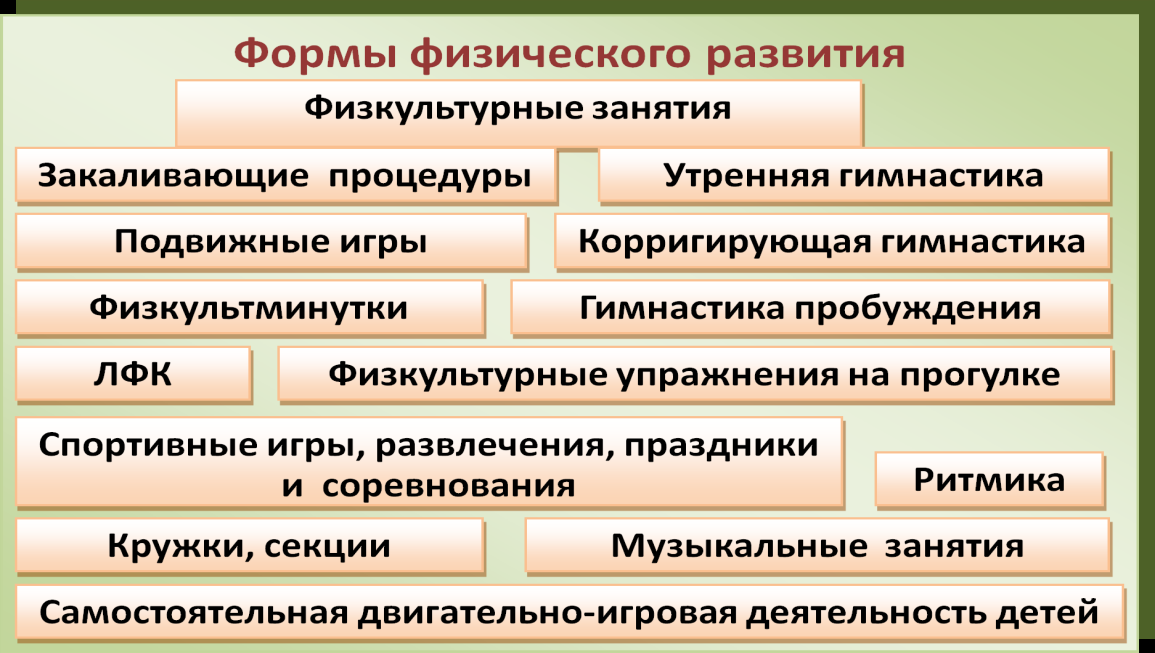 Формы физического развития
Физкультурные занятия
Закаливающие процедуры
Утренняя гимнастика
Подвижные игры
Корригирующая гимнастика
Физкультминутки
Гимнастика пробуждения
ЛФК
Физкультурные упражнения на прогулке
Спортивные игры, развлечения, праздники
и соревнования
Ритмика
Кружки, секции
Музыкальные занятия
Самостоятельная двигательно-игровая деятельность детей